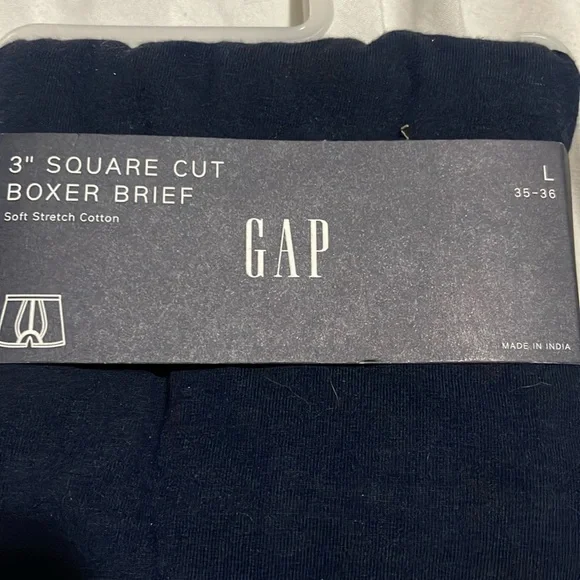 3" SQUARE CUT
BOXER BRIEF
Soft Stretch Cotton
GAP
L
35-36
MADE IN INDIA